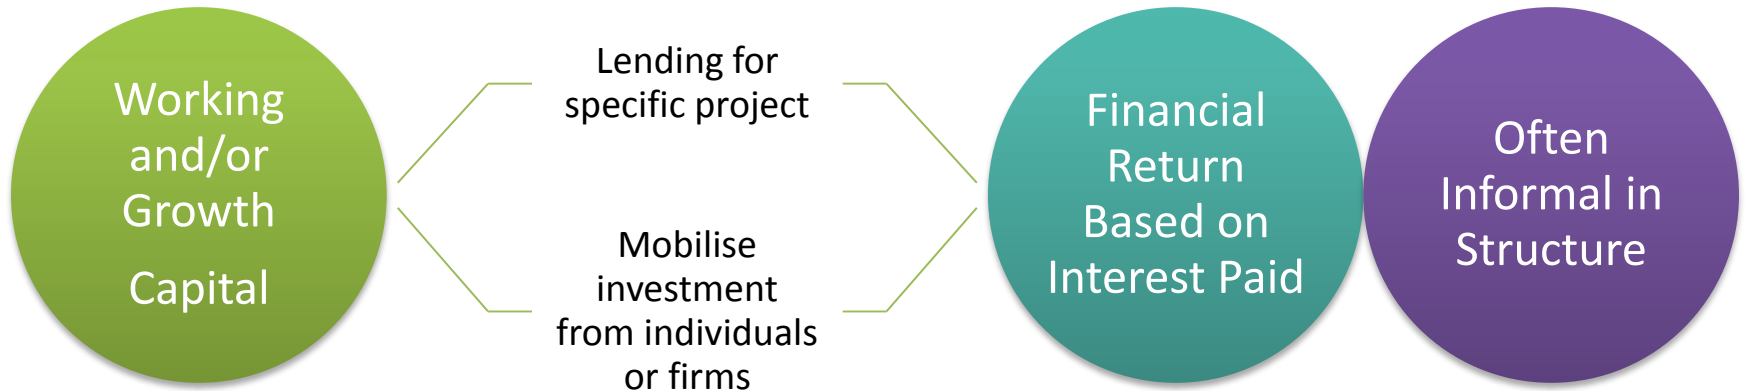 Working
and/or
Growth
Capital
Lending for
specific project
Mobilise
investment
from individuals
or firms
Financial
Return
Based on
Interest Paid
Often
Informal in
Structure